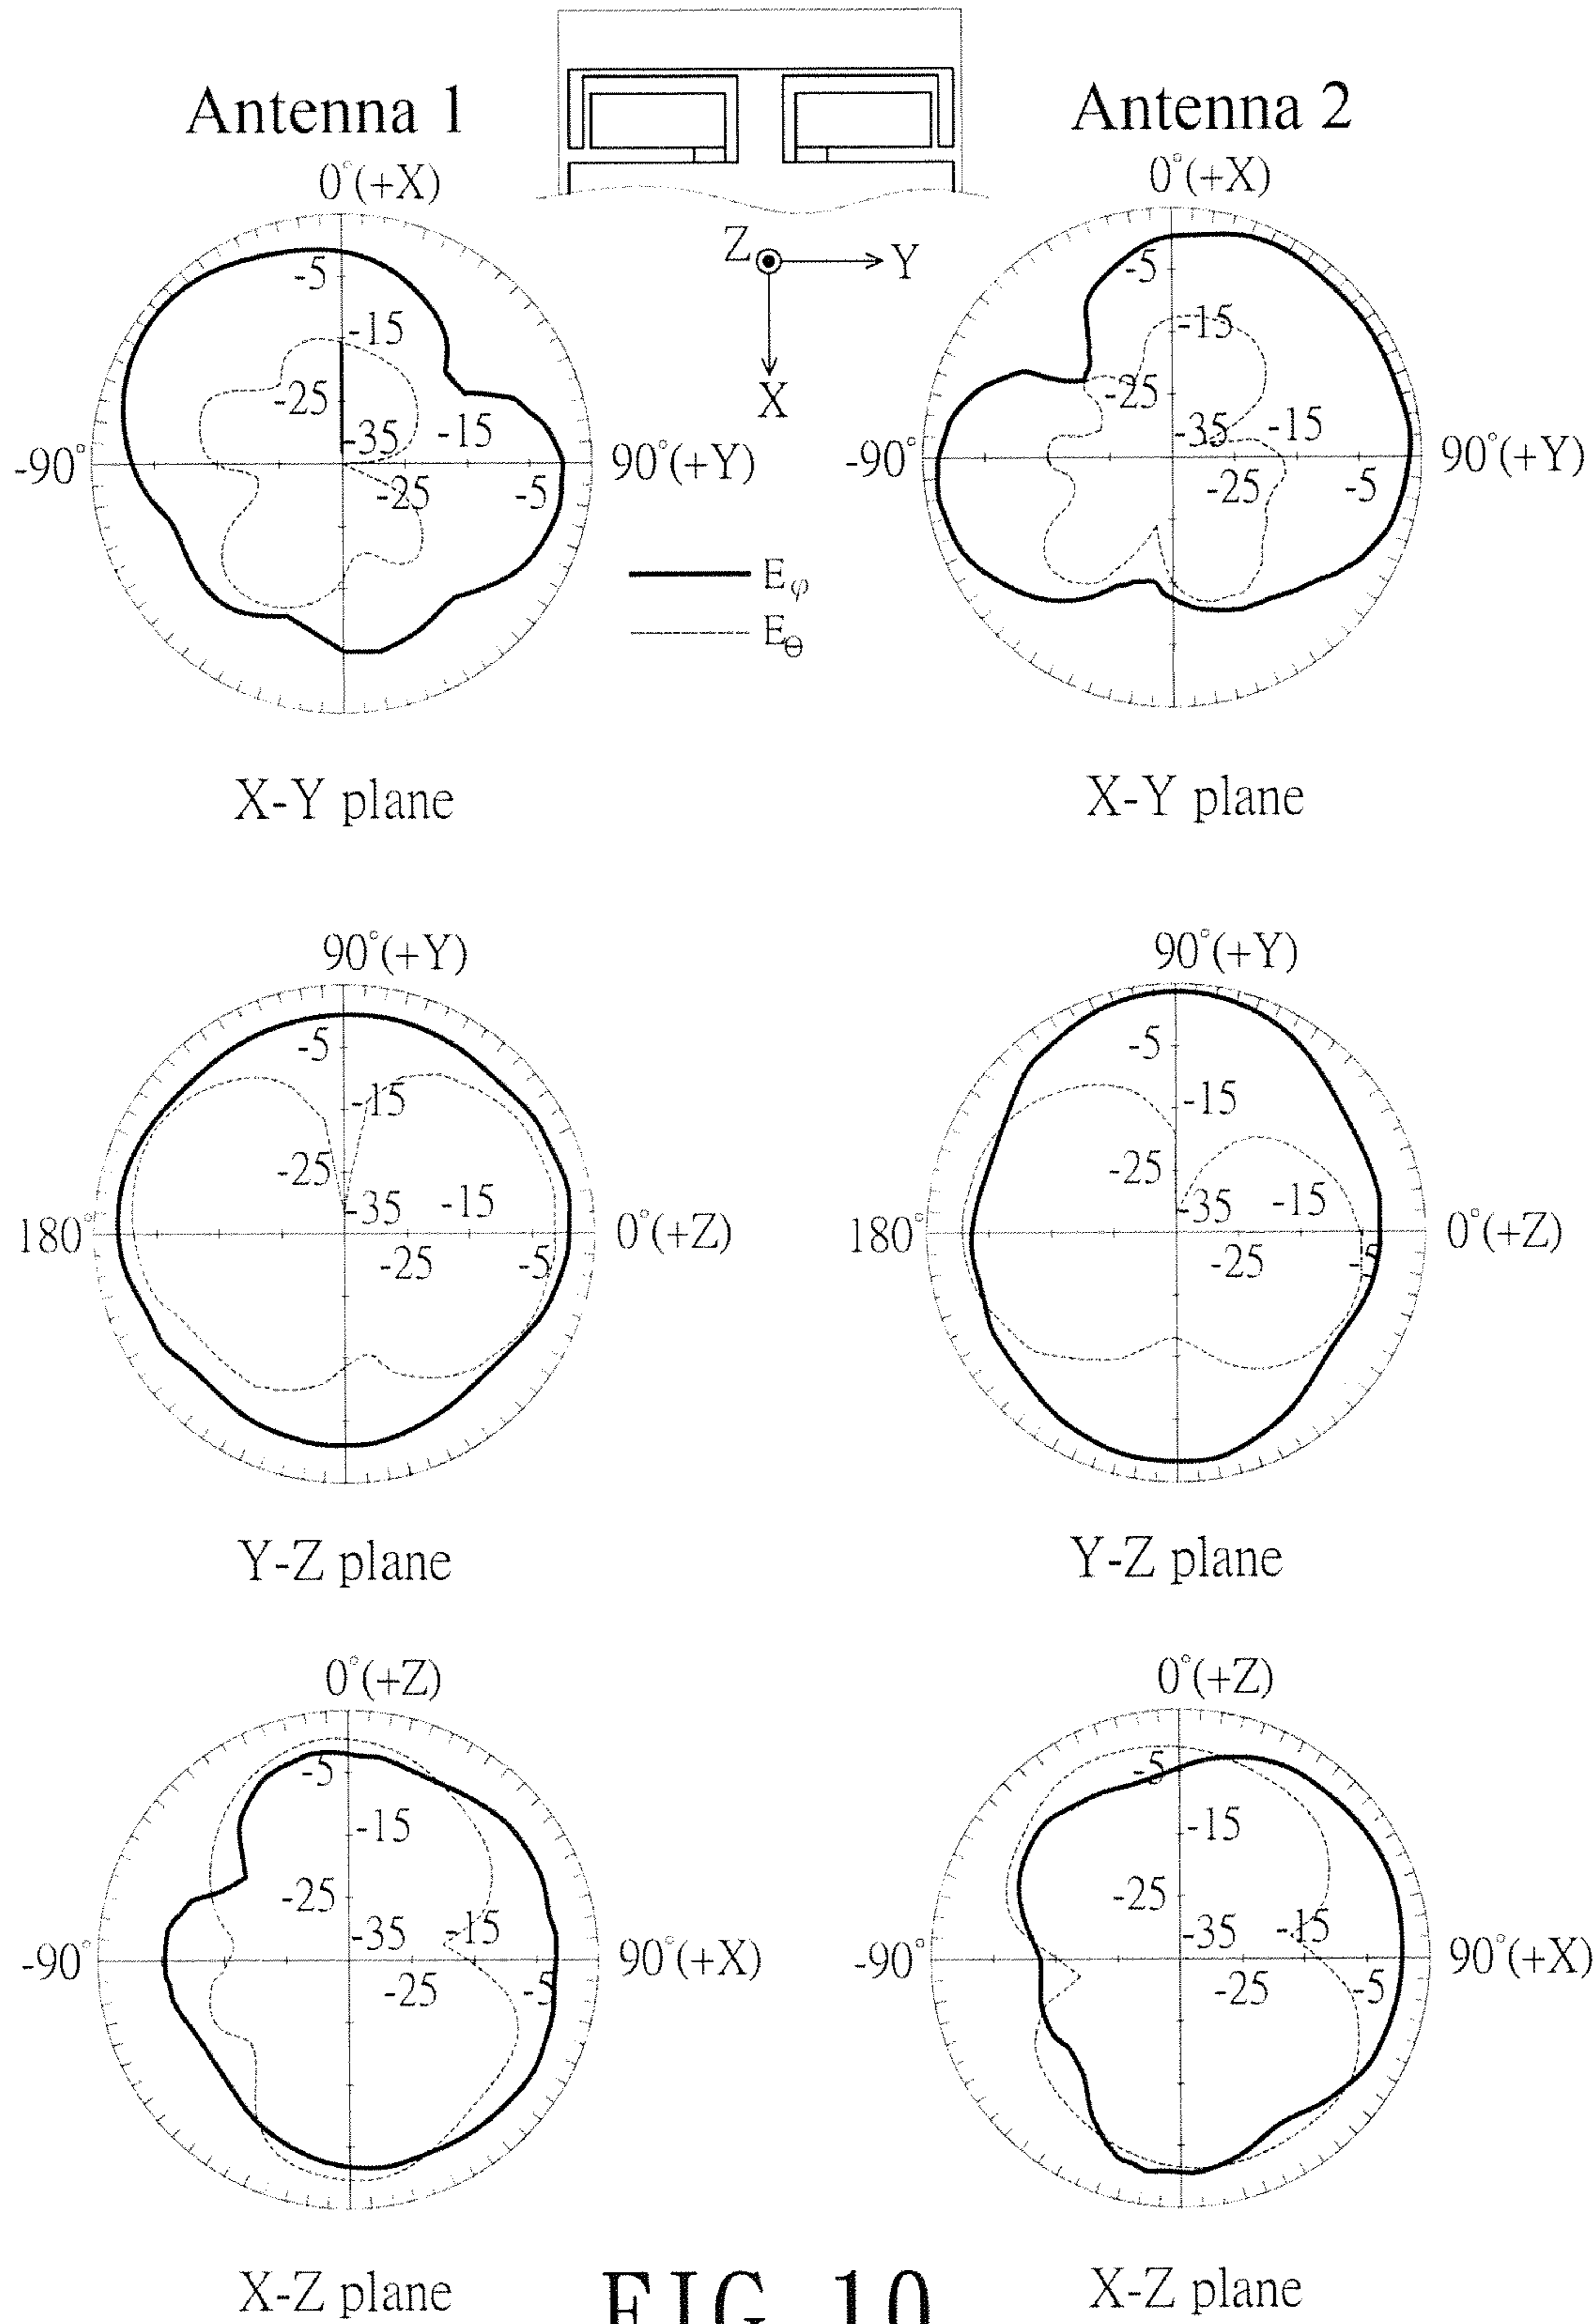 Antenna 1
Antenna 2
0°(+X)
-5
-15
-25
-35
-15
-90°
90°(+Y)
-25
-5
X-Y plane
Z
Y
X
Eφ
Eθ
0°(+X)
-5
-15
-25
-35
-15
-90°
90°(+Y)
-25
-5
X-Y plane
90°(+Y)
-5
-15
-25
-35
-15
180°
0°(+Z)
-25
-5
Y-Z plane
90°(+Y)
-5
-15
-25
-35
-15
180°
0°(+Z)
-25
-5
Y-Z plane
0°(+Z)
-5
-15
-25
-35
-15
-90°
90°(+X)
-25
-5
X-Z plane
0°(+Z)
-5
-15
-25
-35
-15
-90°
90°(+X)
-25
-5
X-Z plane
FIG 10